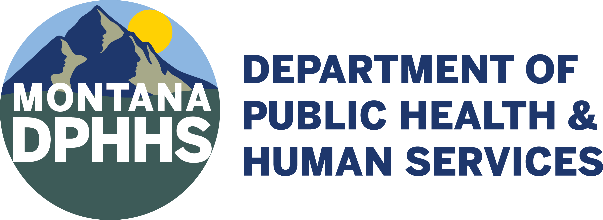 MONTANA
DPHHS
DEPARTMENT OF
PUBLIC HEALTH &
HUMAN SERVICES